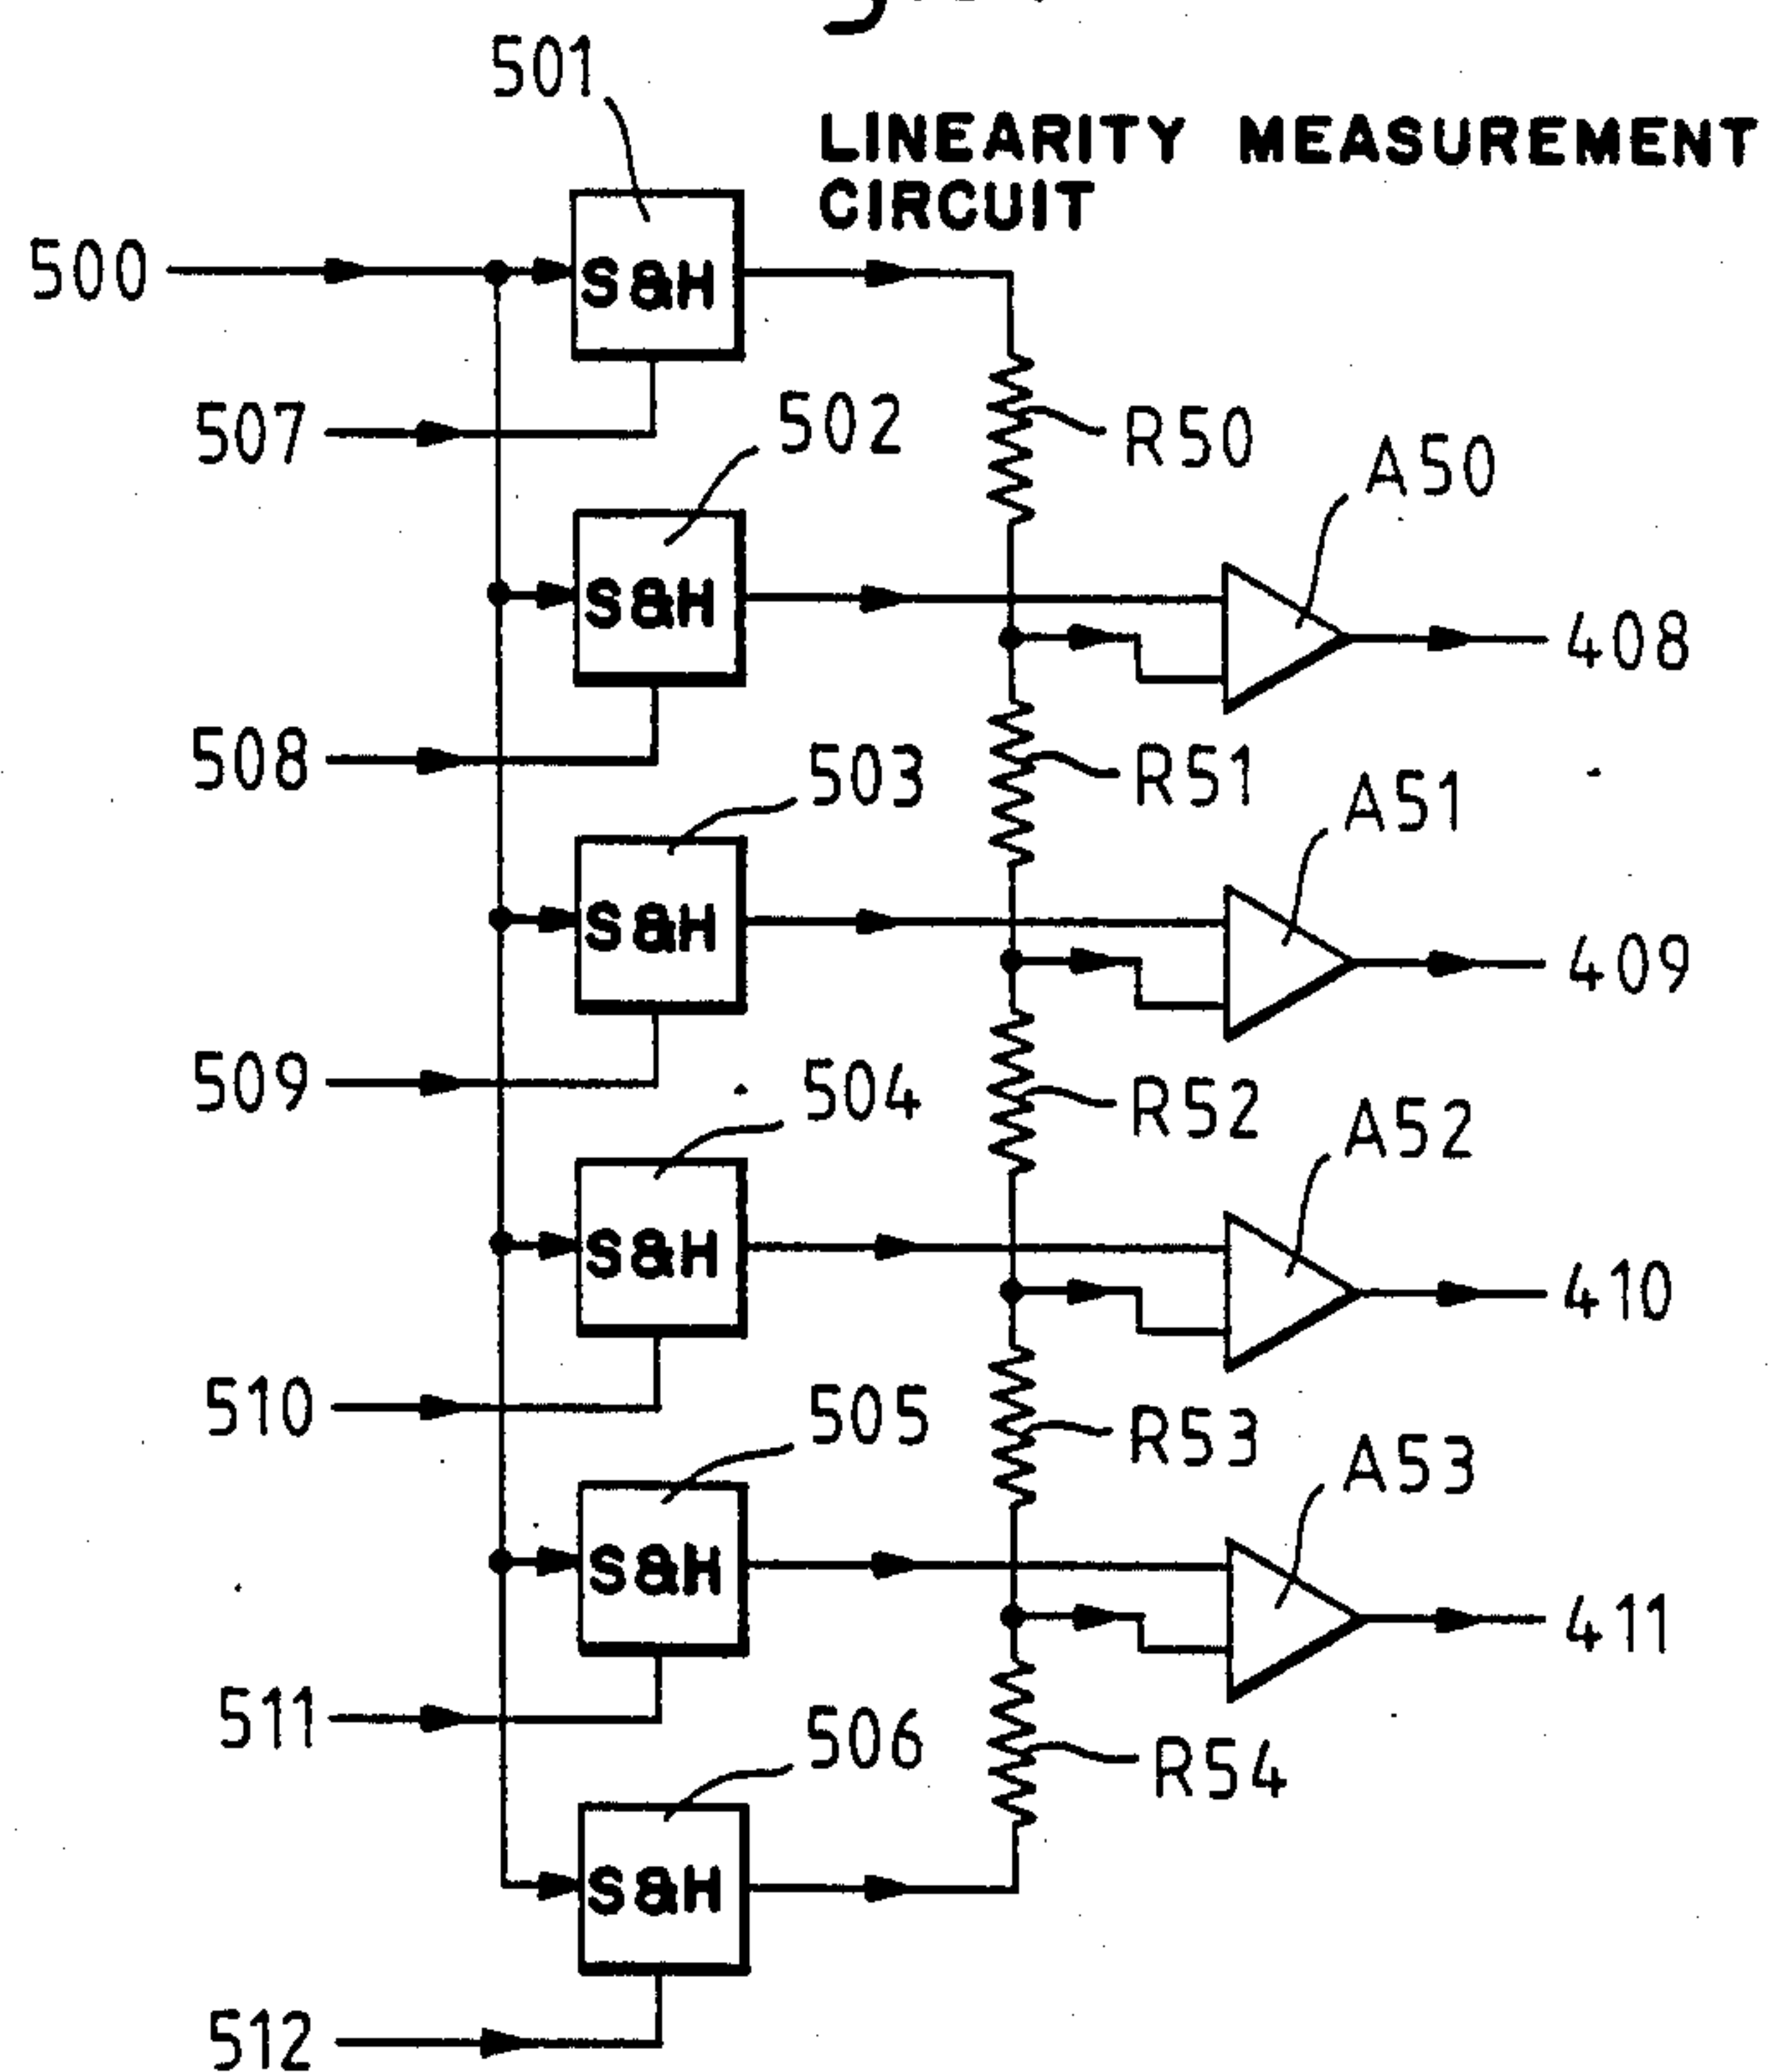 501
LINEARITY MEASUREMENT
CIRCUIT
500
S&H
507
502
R50
A50
S&H
408
508
503
R51
A51
S&H
409
509
504
R52
A52
S&H
410
510
505
R53
A53
S&H
411
511
506
R54
S&H
512